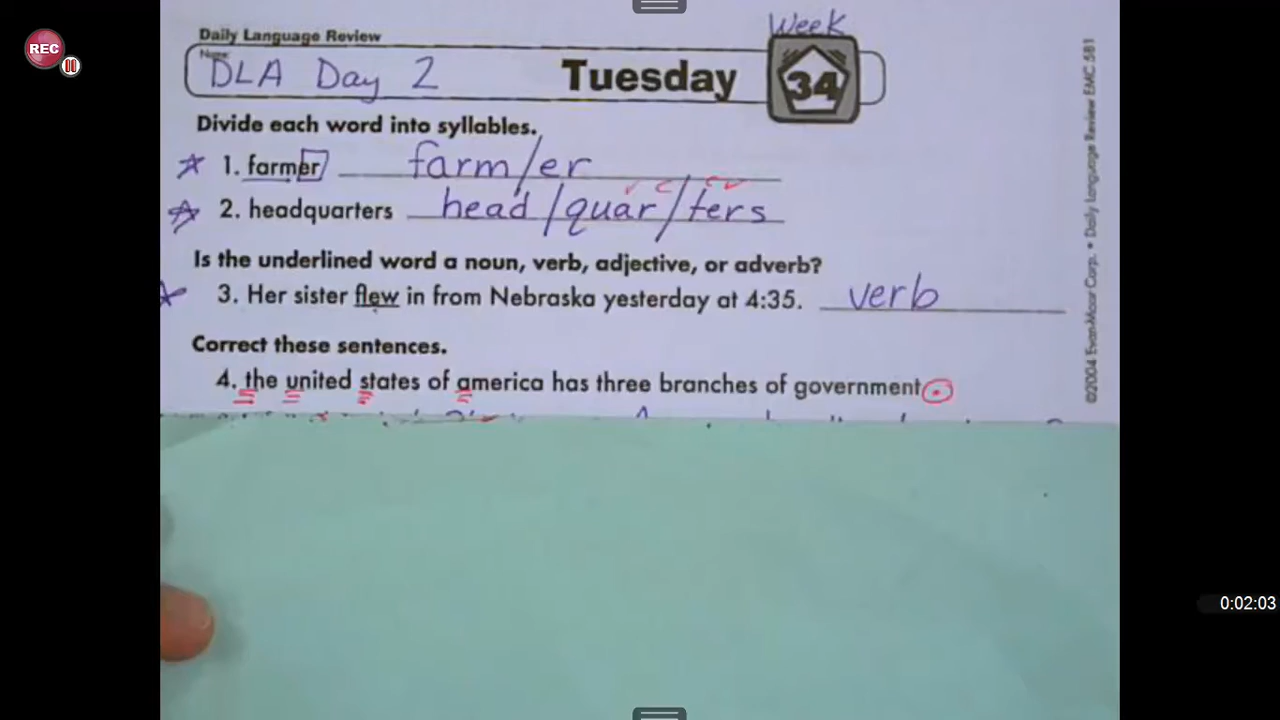 REC
Week
Daily Language Review
Name:
DLA Day 2 Tuesday 34
Divide each word into syllables.
1. farmer farm/er
2. headquarters head/quar/ters
Is the underlined word a noun, verb, adjective, or adverb?
3. Her sister flew in from Nebraska yesterday at 4:35. verb
Correct these sentences.
4. the united states of america has three branches of government.
©2004 Evan-Moor Corp. • Daily Language Review EMC 581
0:02:03